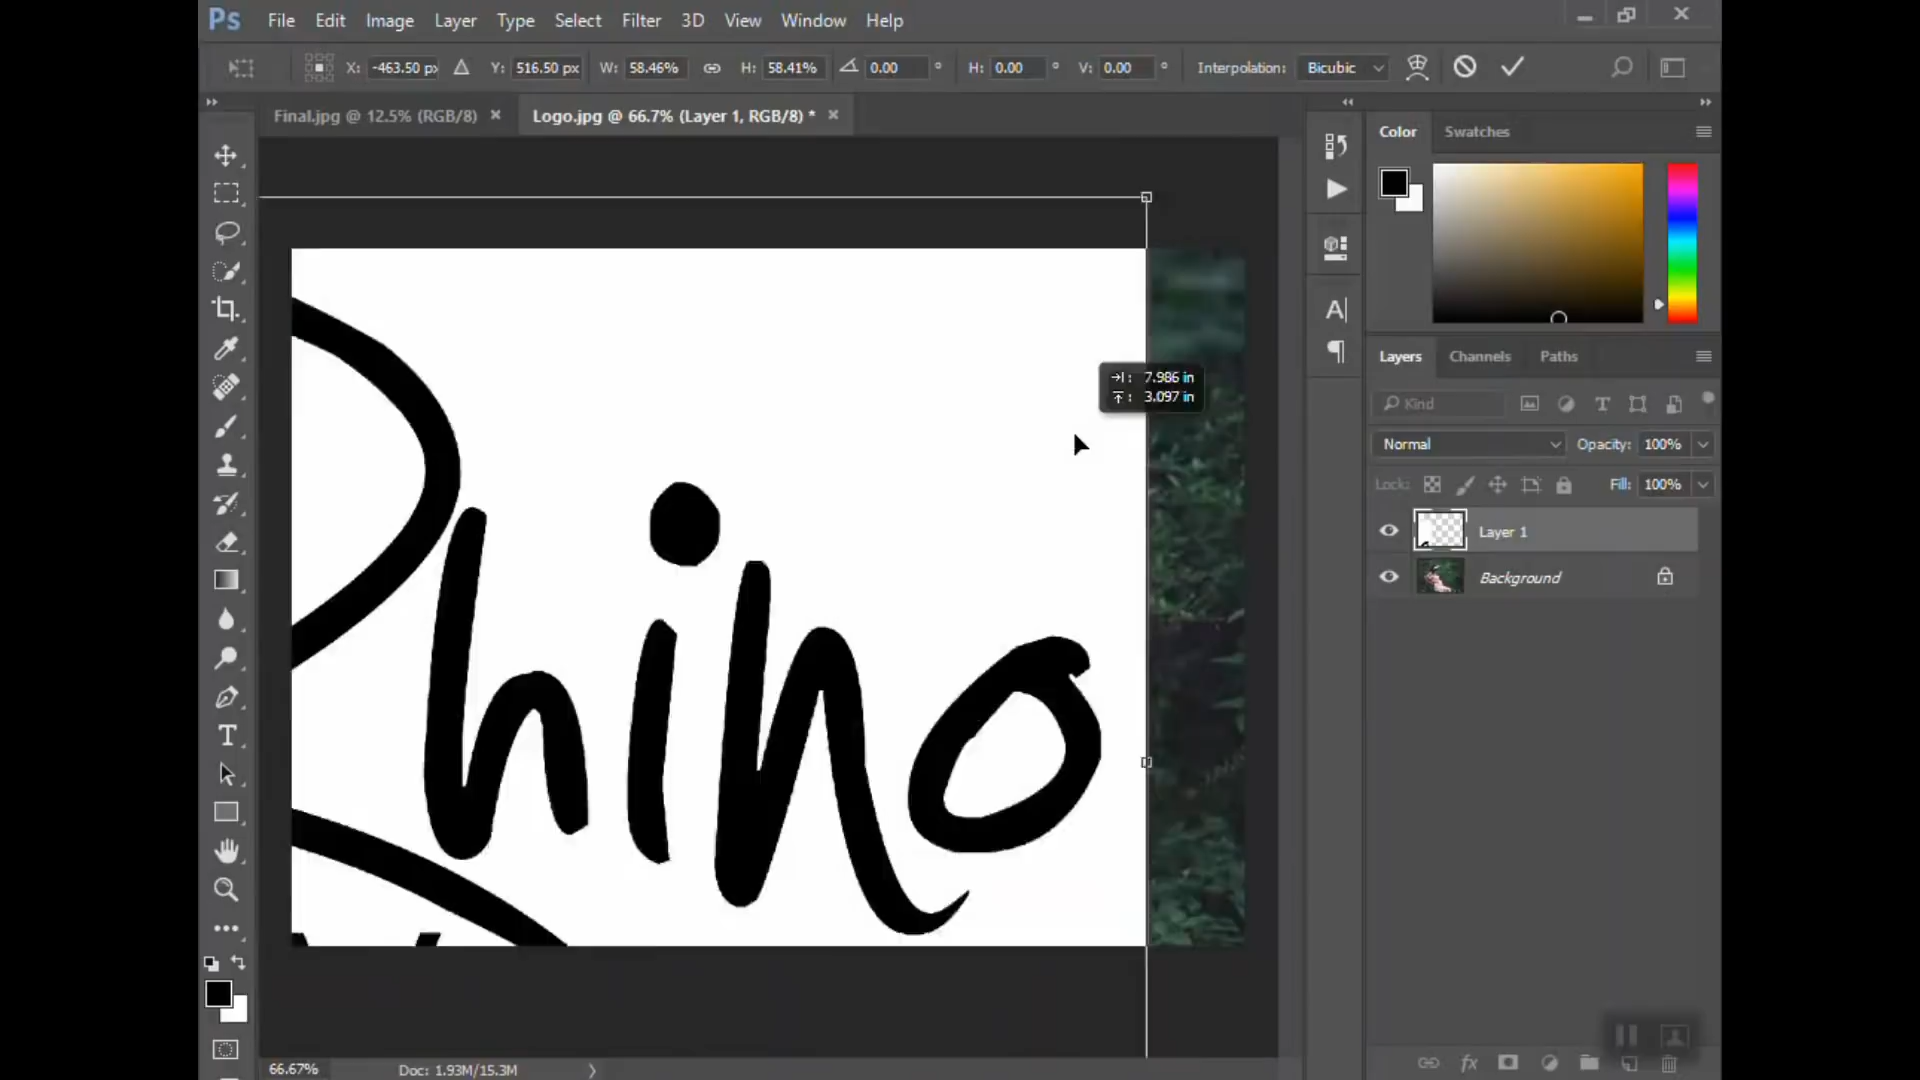 Ps File Edit Image Layer Type Select Filter 3D View Window Help
X: -463.50 px Y: 516.50 px W: 58.46% H: 58.41% 0.00 ° H: 0.00 ° V: 0.00 ° Interpolation: Bicubic
Final.jpg @ 12.5% (RGB/8) × Logo.jpg @ 66.7% (Layer 1, RGB/8) * ×
Color Swatches
Layers Channels Paths
7.986 in
3.097 in
Kind
Normal Opacity: 100%
Lock: Fill: 100%
Layer 1
Background
Rhino
66.67% Doc: 1.93M/15.3M